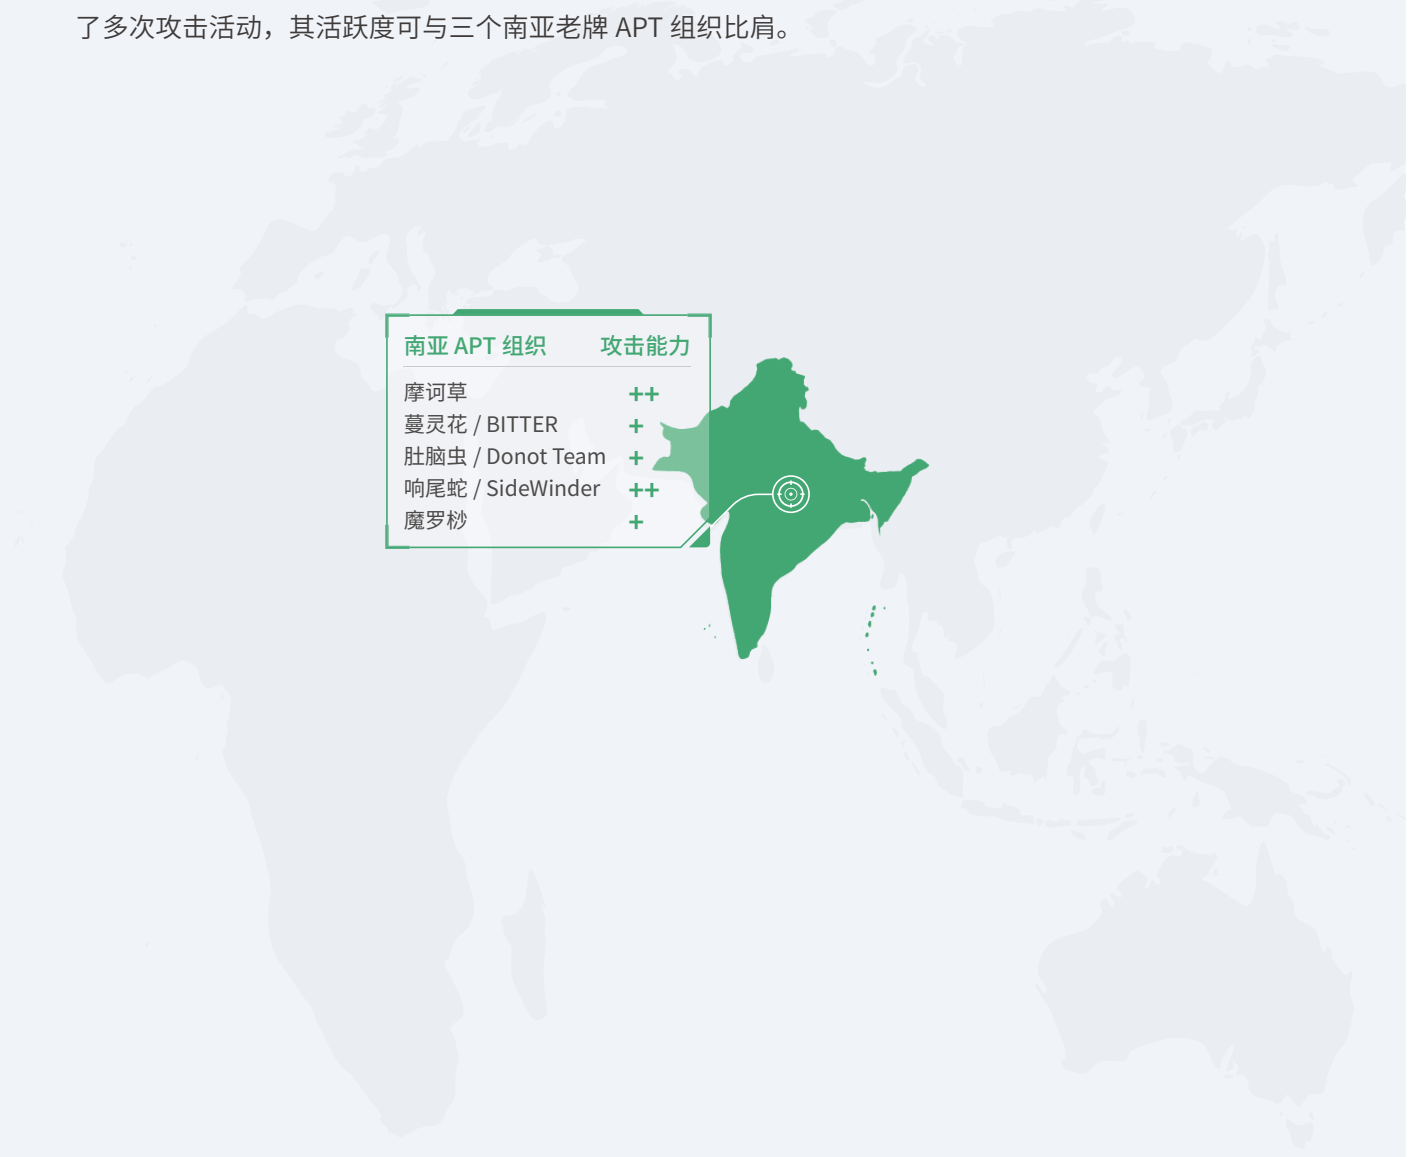 了多次攻击活动，其活跃度可与三个南亚老牌 APT 组织比肩。
南亚 APT 组织 攻击能力
摩诃草 ++
蔓灵花 / BITTER +
肚脑虫 / Donot Team +
响尾蛇 / SideWinder ++
魔罗桫 +